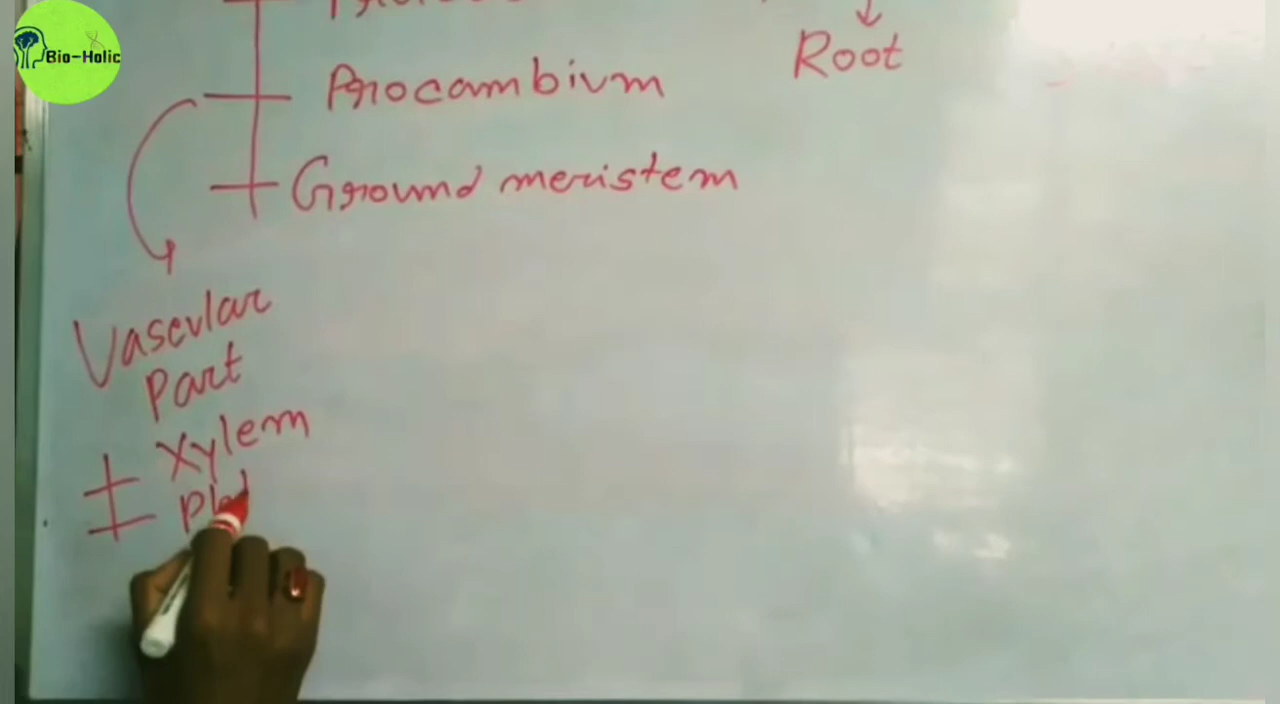 Bio-Holic
Root
Procambium
Ground meristem
Vascular
Part
Xylem